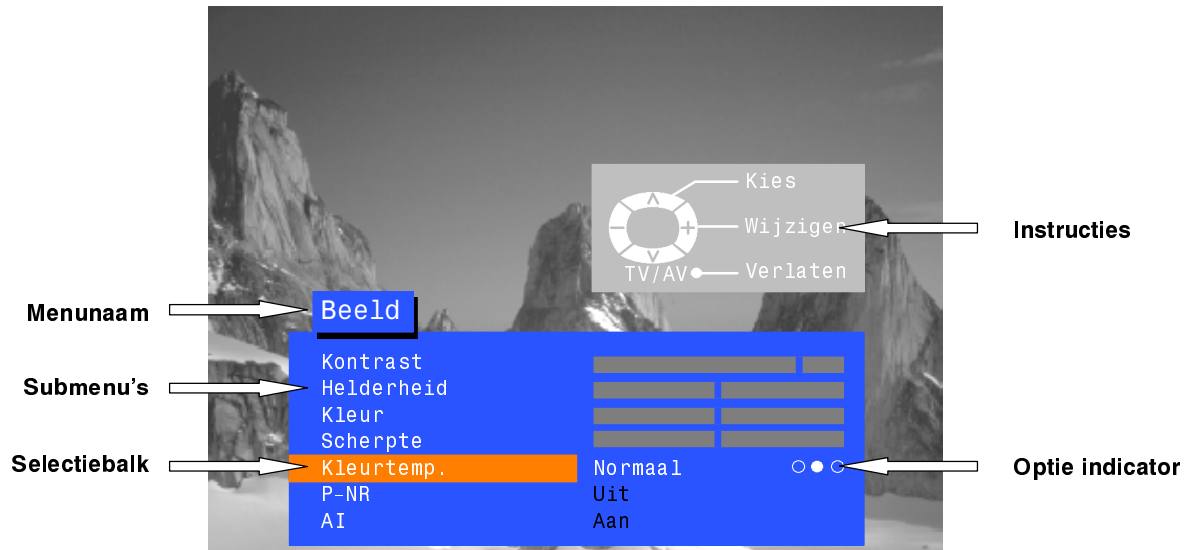 Kies
Wijzigen
Instructies
TV/AV
Verlaten
Menunaam
Beeld
Kontrast
Submenu's
Helderheid
Kleur
Scherpte
Selectiebalk
Kleurtemp.
Normaal
Optie indicator
P-NR
Uit
AI
Aan